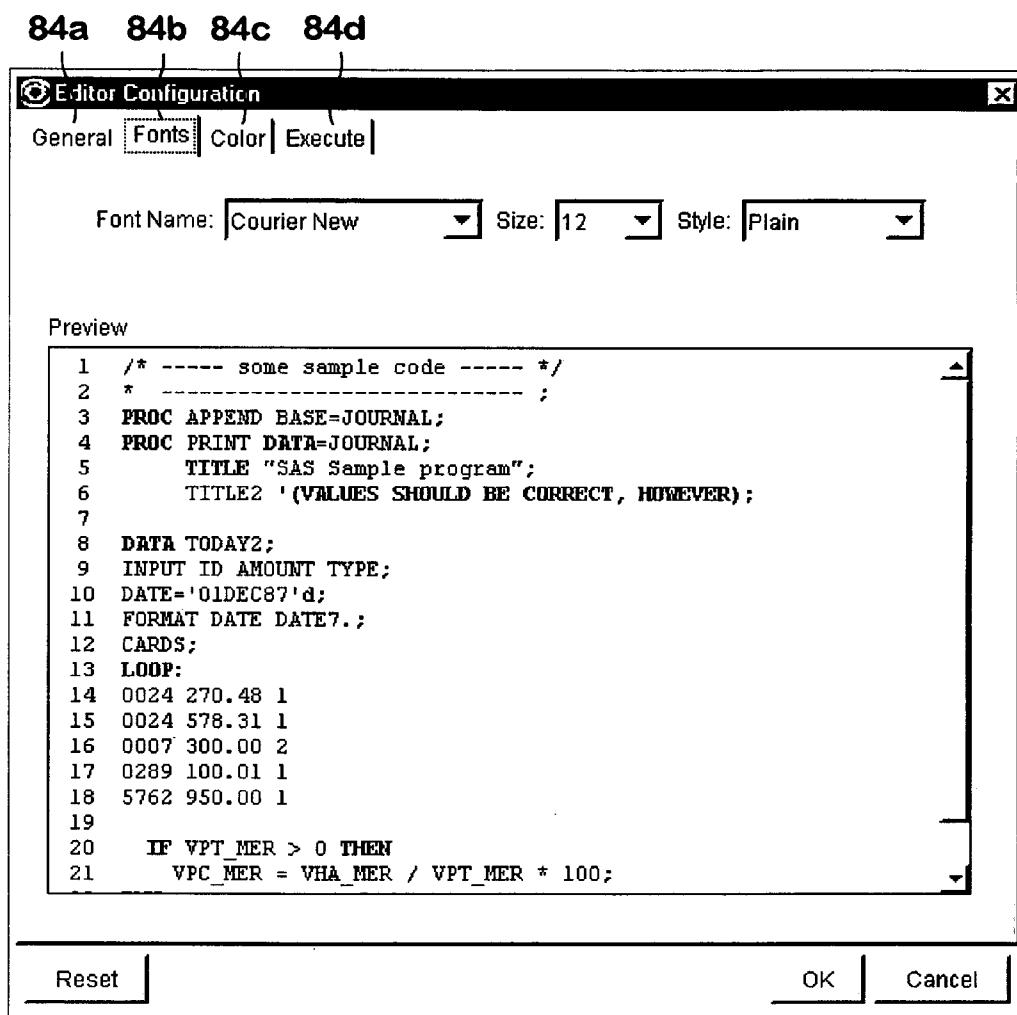 84a 84b 84c 84d
Editor Configuration
General Fonts Color Execute
Font Name: Courier New Size: 12 Style: Plain
Preview
1 /* ----- some sample code ----- */
2 * ---------------------------- ;
3 PROC APPEND BASE=JOURNAL;
4 PROC PRINT DATA=JOURNAL;
5 TITLE "SAS Sample program";
6 TITLE2 '(VALUES SHOULD BE CORRECT, HOWEVER);
7
8 DATA TODAY2;
9 INPUT ID AMOUNT TYPE;
10 DATE='01DEC87'd;
11 FORMAT DATE DATE7.;
12 CARDS;
13 LOOP:
14 0024 270.48 1
15 0024 578.31 1
16 0007 300.00 2
17 0289 100.01 1
18 5762 950.00 1
19
20 IF VPT_MER > 0 THEN
21 VPC_MER = VHA_MER / VPT_MER * 100;
Reset OK Cancel